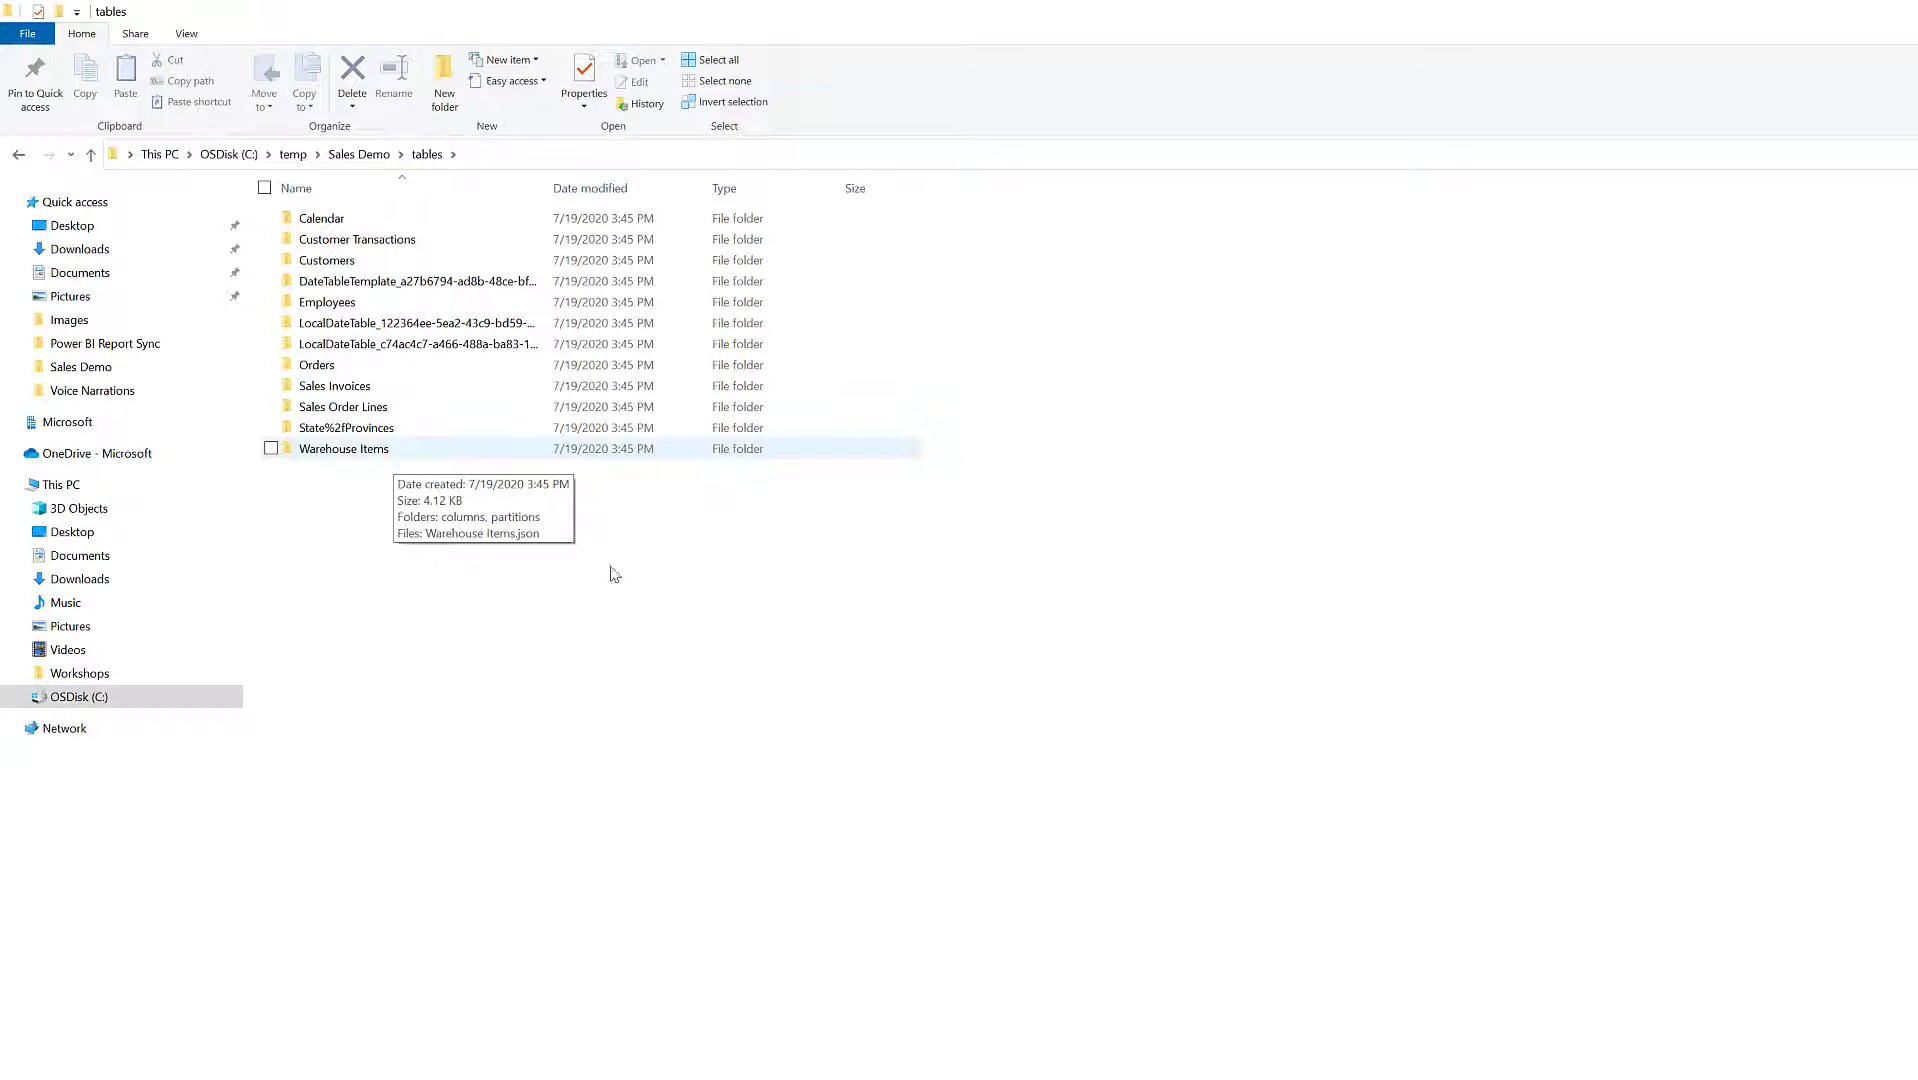 tables
File Home Share View
Pin to Quick access
Copy
Paste
Cut
Copy path
Paste shortcut
Clipboard
Move to
Copy to
Delete
Rename
Organize
New folder
New item
Easy access
New
Properties
Open
Edit
History
Open
Select all
Select none
Invert selection
Select
This PC > OSDisk (C:) > temp > Sales Demo > tables >
Quick access
Desktop
Downloads
Documents
Pictures
Images
Power BI Report Sync
Sales Demo
Voice Narrations
Microsoft
OneDrive - Microsoft
This PC
3D Objects
Desktop
Documents
Downloads
Music
Pictures
Videos
Workshops
OSDisk (C:)
Network
Name Date modified Type Size
Calendar 7/19/2020 3:45 PM File folder
Customer Transactions 7/19/2020 3:45 PM File folder
Customers 7/19/2020 3:45 PM File folder
DateTableTemplate_a27b6794-ad8b-48ce-bf... 7/19/2020 3:45 PM File folder
Employees 7/19/2020 3:45 PM File folder
LocalDateTable_122364ee-5ea2-43c9-bd59-... 7/19/2020 3:45 PM File folder
LocalDateTable_c74ac4c7-a466-488a-ba83-1... 7/19/2020 3:45 PM File folder
Orders 7/19/2020 3:45 PM File folder
Sales Invoices 7/19/2020 3:45 PM File folder
Sales Order Lines 7/19/2020 3:45 PM File folder
State%2fProvinces 7/19/2020 3:45 PM File folder
Warehouse Items 7/19/2020 3:45 PM File folder
Date created: 7/19/2020 3:45 PM
Size: 4.12 KB
Folders: columns, partitions
Files: Warehouse Items.json